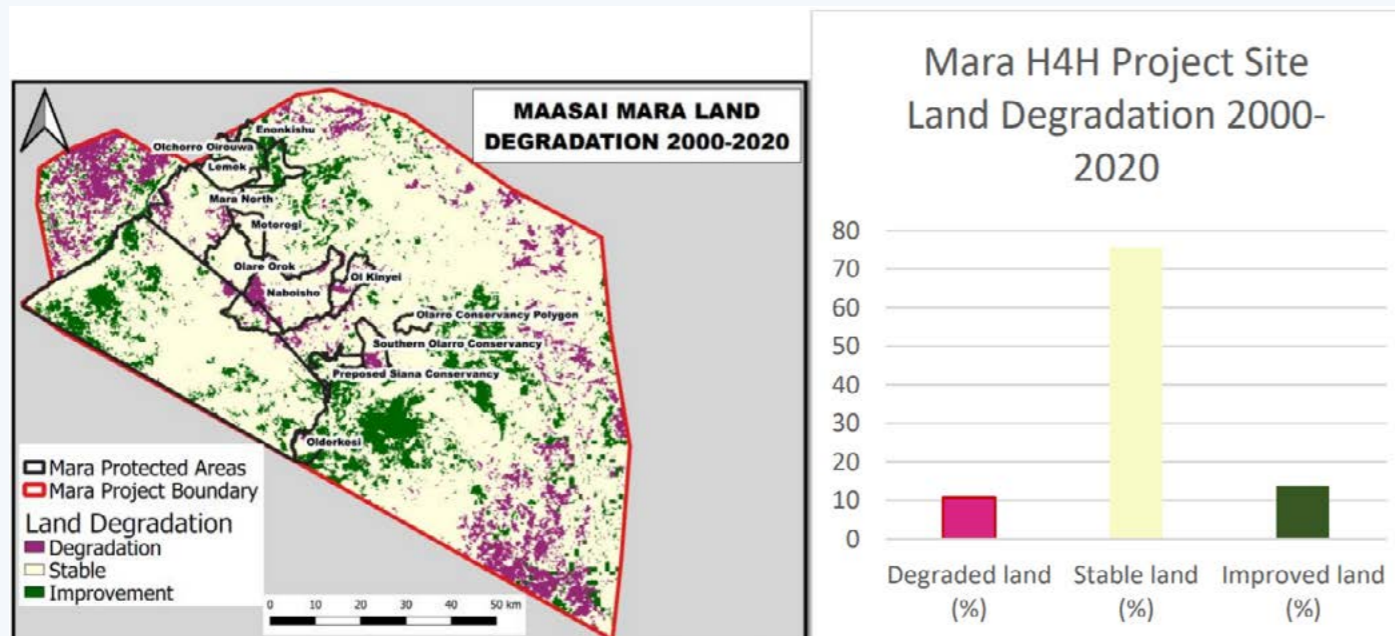 MAASAI MARA LAND
DEGRADATION 2000-2020
Enonkishu
Olchorro Oirouwa
Lemek
Mara North
Motorogi
Olare Orok
Ol Kinyei
Naboisho
Olarro Conservancy Polygon
Southern Olarro Conservancy
Preposed Siana Conservancy
Olderkesi
Mara Protected Areas
Mara Project Boundary
Land Degradation
Degradation
Stable
Improvement
0 10 20 30 40 50 km
Mara H4H Project Site
Land Degradation 2000-
2020
80
70
60
50
40
30
20
10
0
Degraded land
(%)
Stable land
(%)
Improved land
(%)